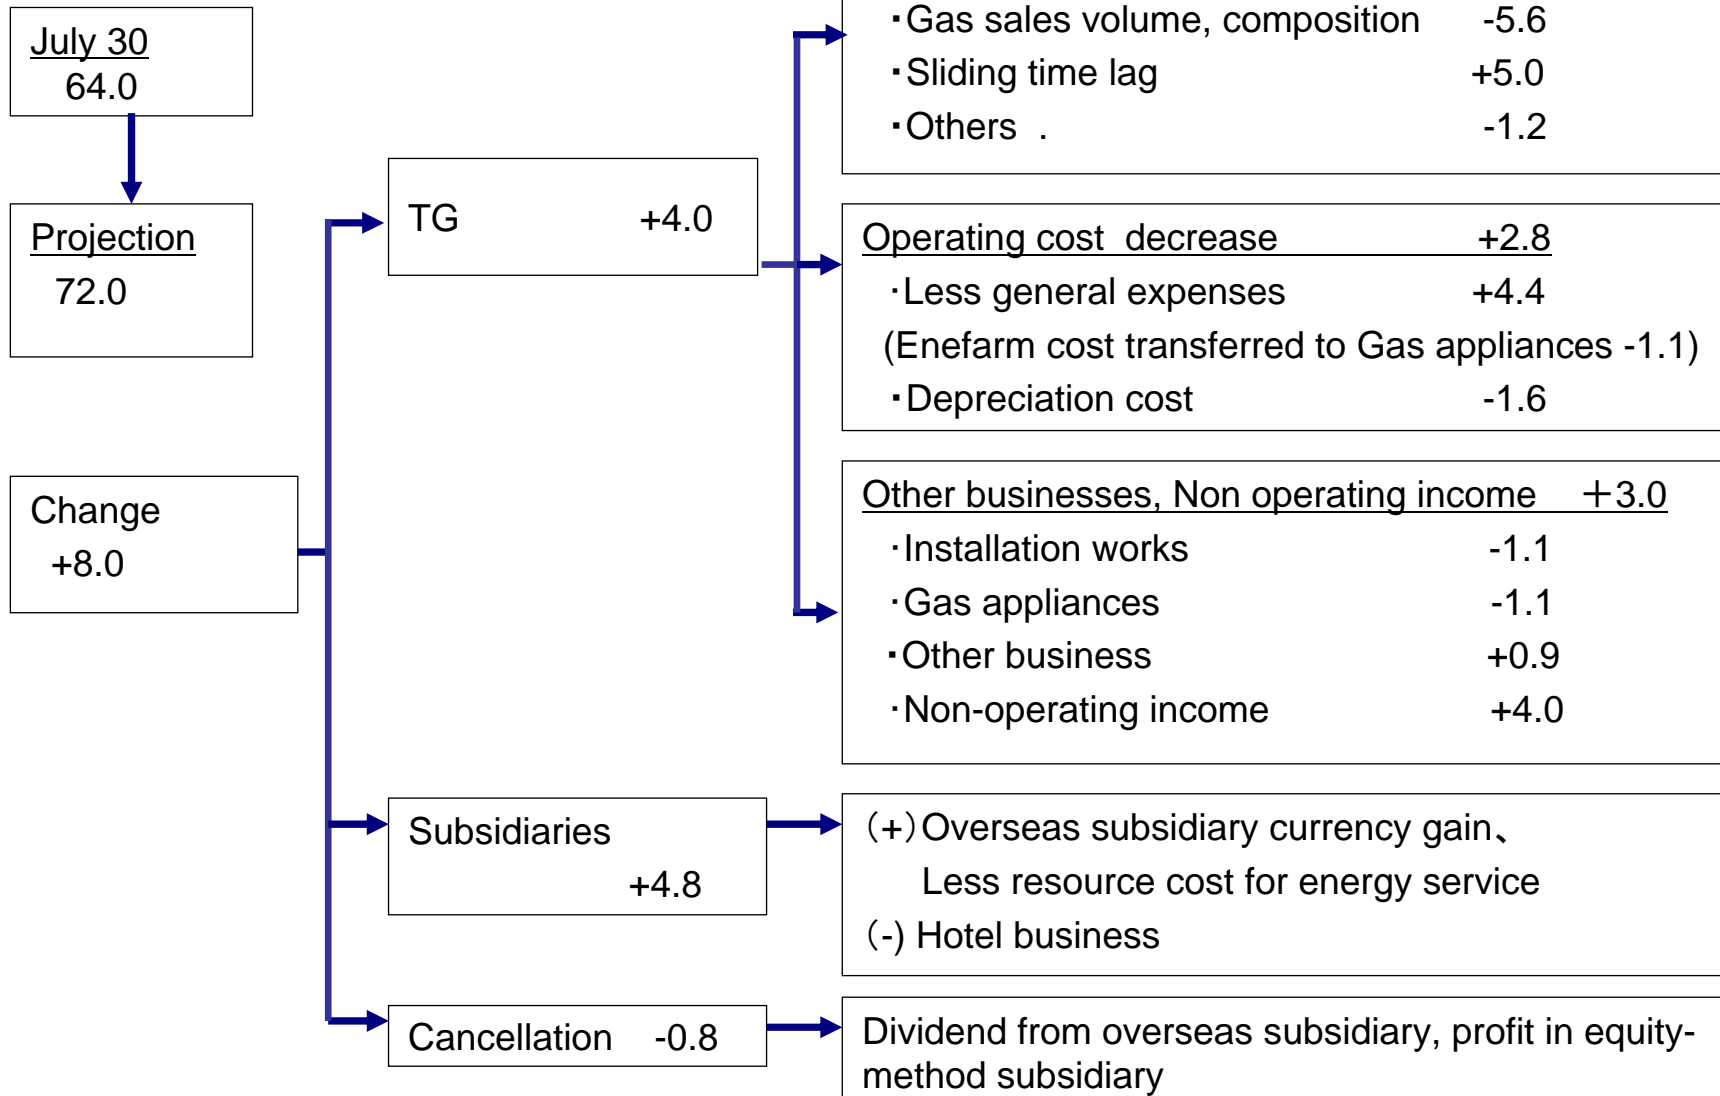 July 30
64.0
Projection
72.0
Change
+8.0
TG +4.0
Subsidiaries
+4.8
Cancellation -0.8
・Gas sales volume, composition -5.6
・Sliding time lag +5.0
・Others . -1.2
Operating cost decrease +2.8
・Less general expenses +4.4
(Enefarm cost transferred to Gas appliances -1.1)
・Depreciation cost -1.6
Other businesses, Non operating income ＋3.0
・Installation works -1.1
・Gas appliances -1.1
・Other business +0.9
・Non-operating income +4.0
（+）Overseas subsidiary currency gain、
Less resource cost for energy service
（-) Hotel business
Dividend from overseas subsidiary, profit in equity-
method subsidiary